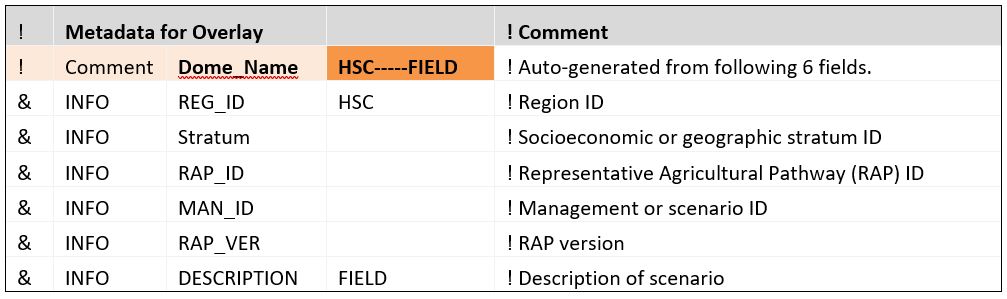 ! Metadata for Overlay ! Comment
! Comment Dome_Name HSC-----FIELD ! Auto-generated from following 6 fields.
& INFO REG_ID HSC ! Region ID
& INFO Stratum ! Socioeconomic or geographic stratum ID
& INFO RAP_ID ! Representative Agricultural Pathway (RAP) ID
& INFO MAN_ID ! Management or scenario ID
& INFO RAP_VER ! RAP version
& INFO DESCRIPTION FIELD ! Description of scenario